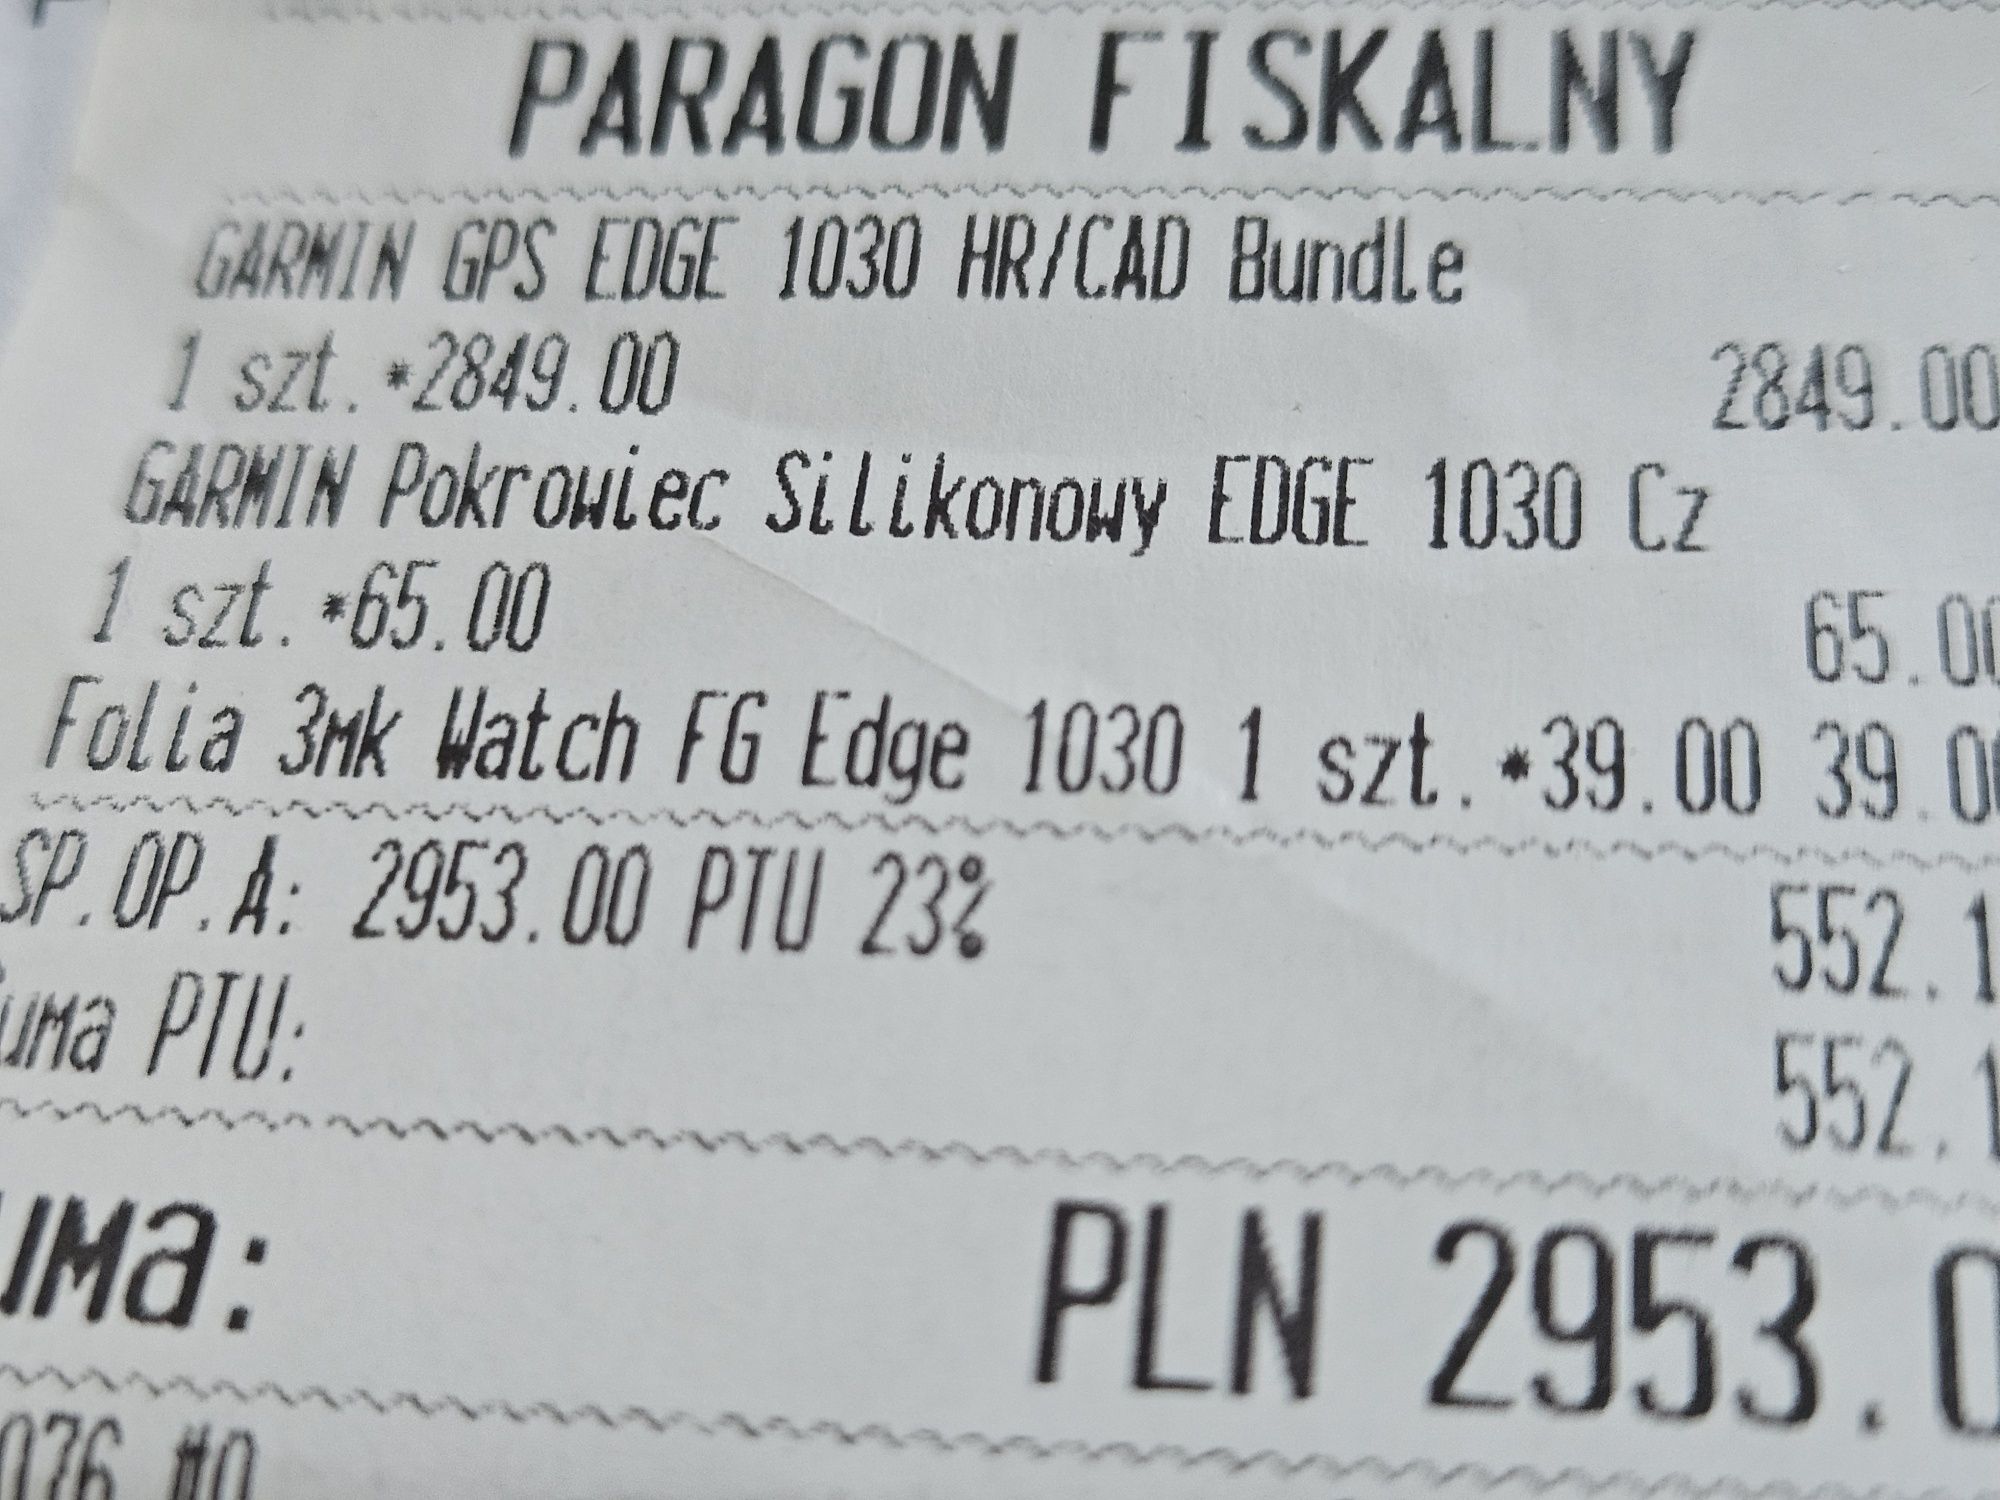 PARAGON FISKALNY
GARMIN GPS EDGE 1030 HR/CAD Bundle
1 szt. *2849.00 2849.00
GARMIN Pokrowiec Silikonowy EDGE 1030 Cz
1 szt. *65.00 65.00
Folia 3mk Watch FG Edge 1030 1 szt. *39.00 39.00
SP.OP.A: 2953.00 PTU 23% 552.1
uma PTU: 552.1
uma: PLN 2953.0
076 #0